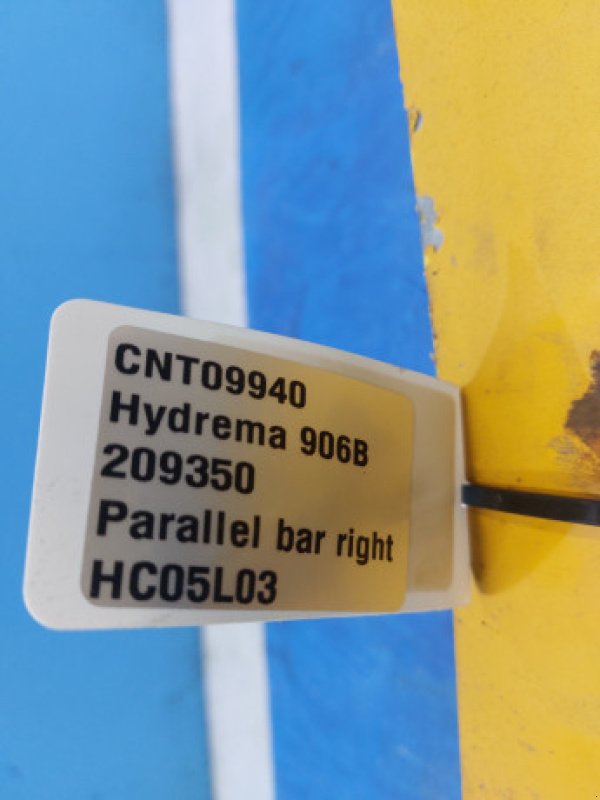 CNT09940
Hydrema 906B
209350
Parallel bar right
HC05L03